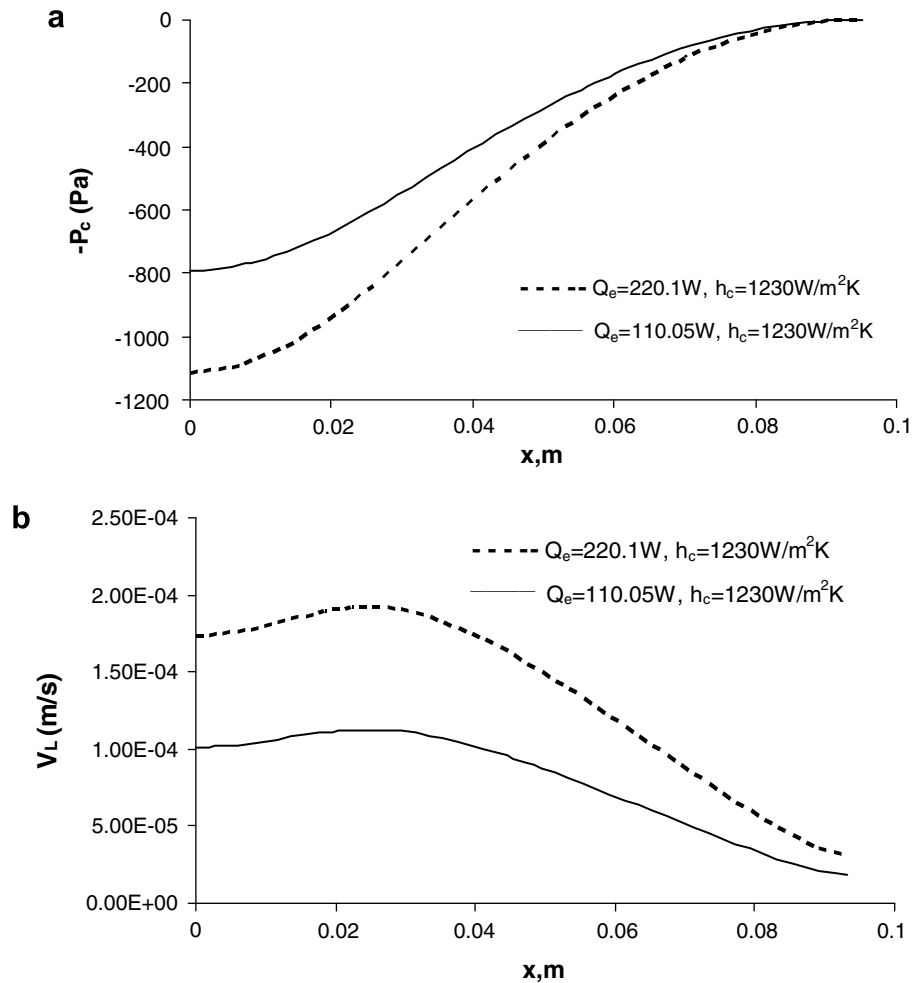 a
0
-200
-400
-600
-800
-1000
-1200
-Pc (Pa)
Qe=220.1W, hc=1230W/m²K
Qe=110.05W, hc=1230W/m²K
0 0.02 0.04 0.06 0.08 0.1
x,m
b
2.50E-04
2.00E-04
1.50E-04
1.00E-04
5.00E-05
0.00E+00
VL (m/s)
Qe=220.1W, hc=1230W/m²K
Qe=110.05W, hc=1230W/m²K
0 0.02 0.04 0.06 0.08 0.1
x,m